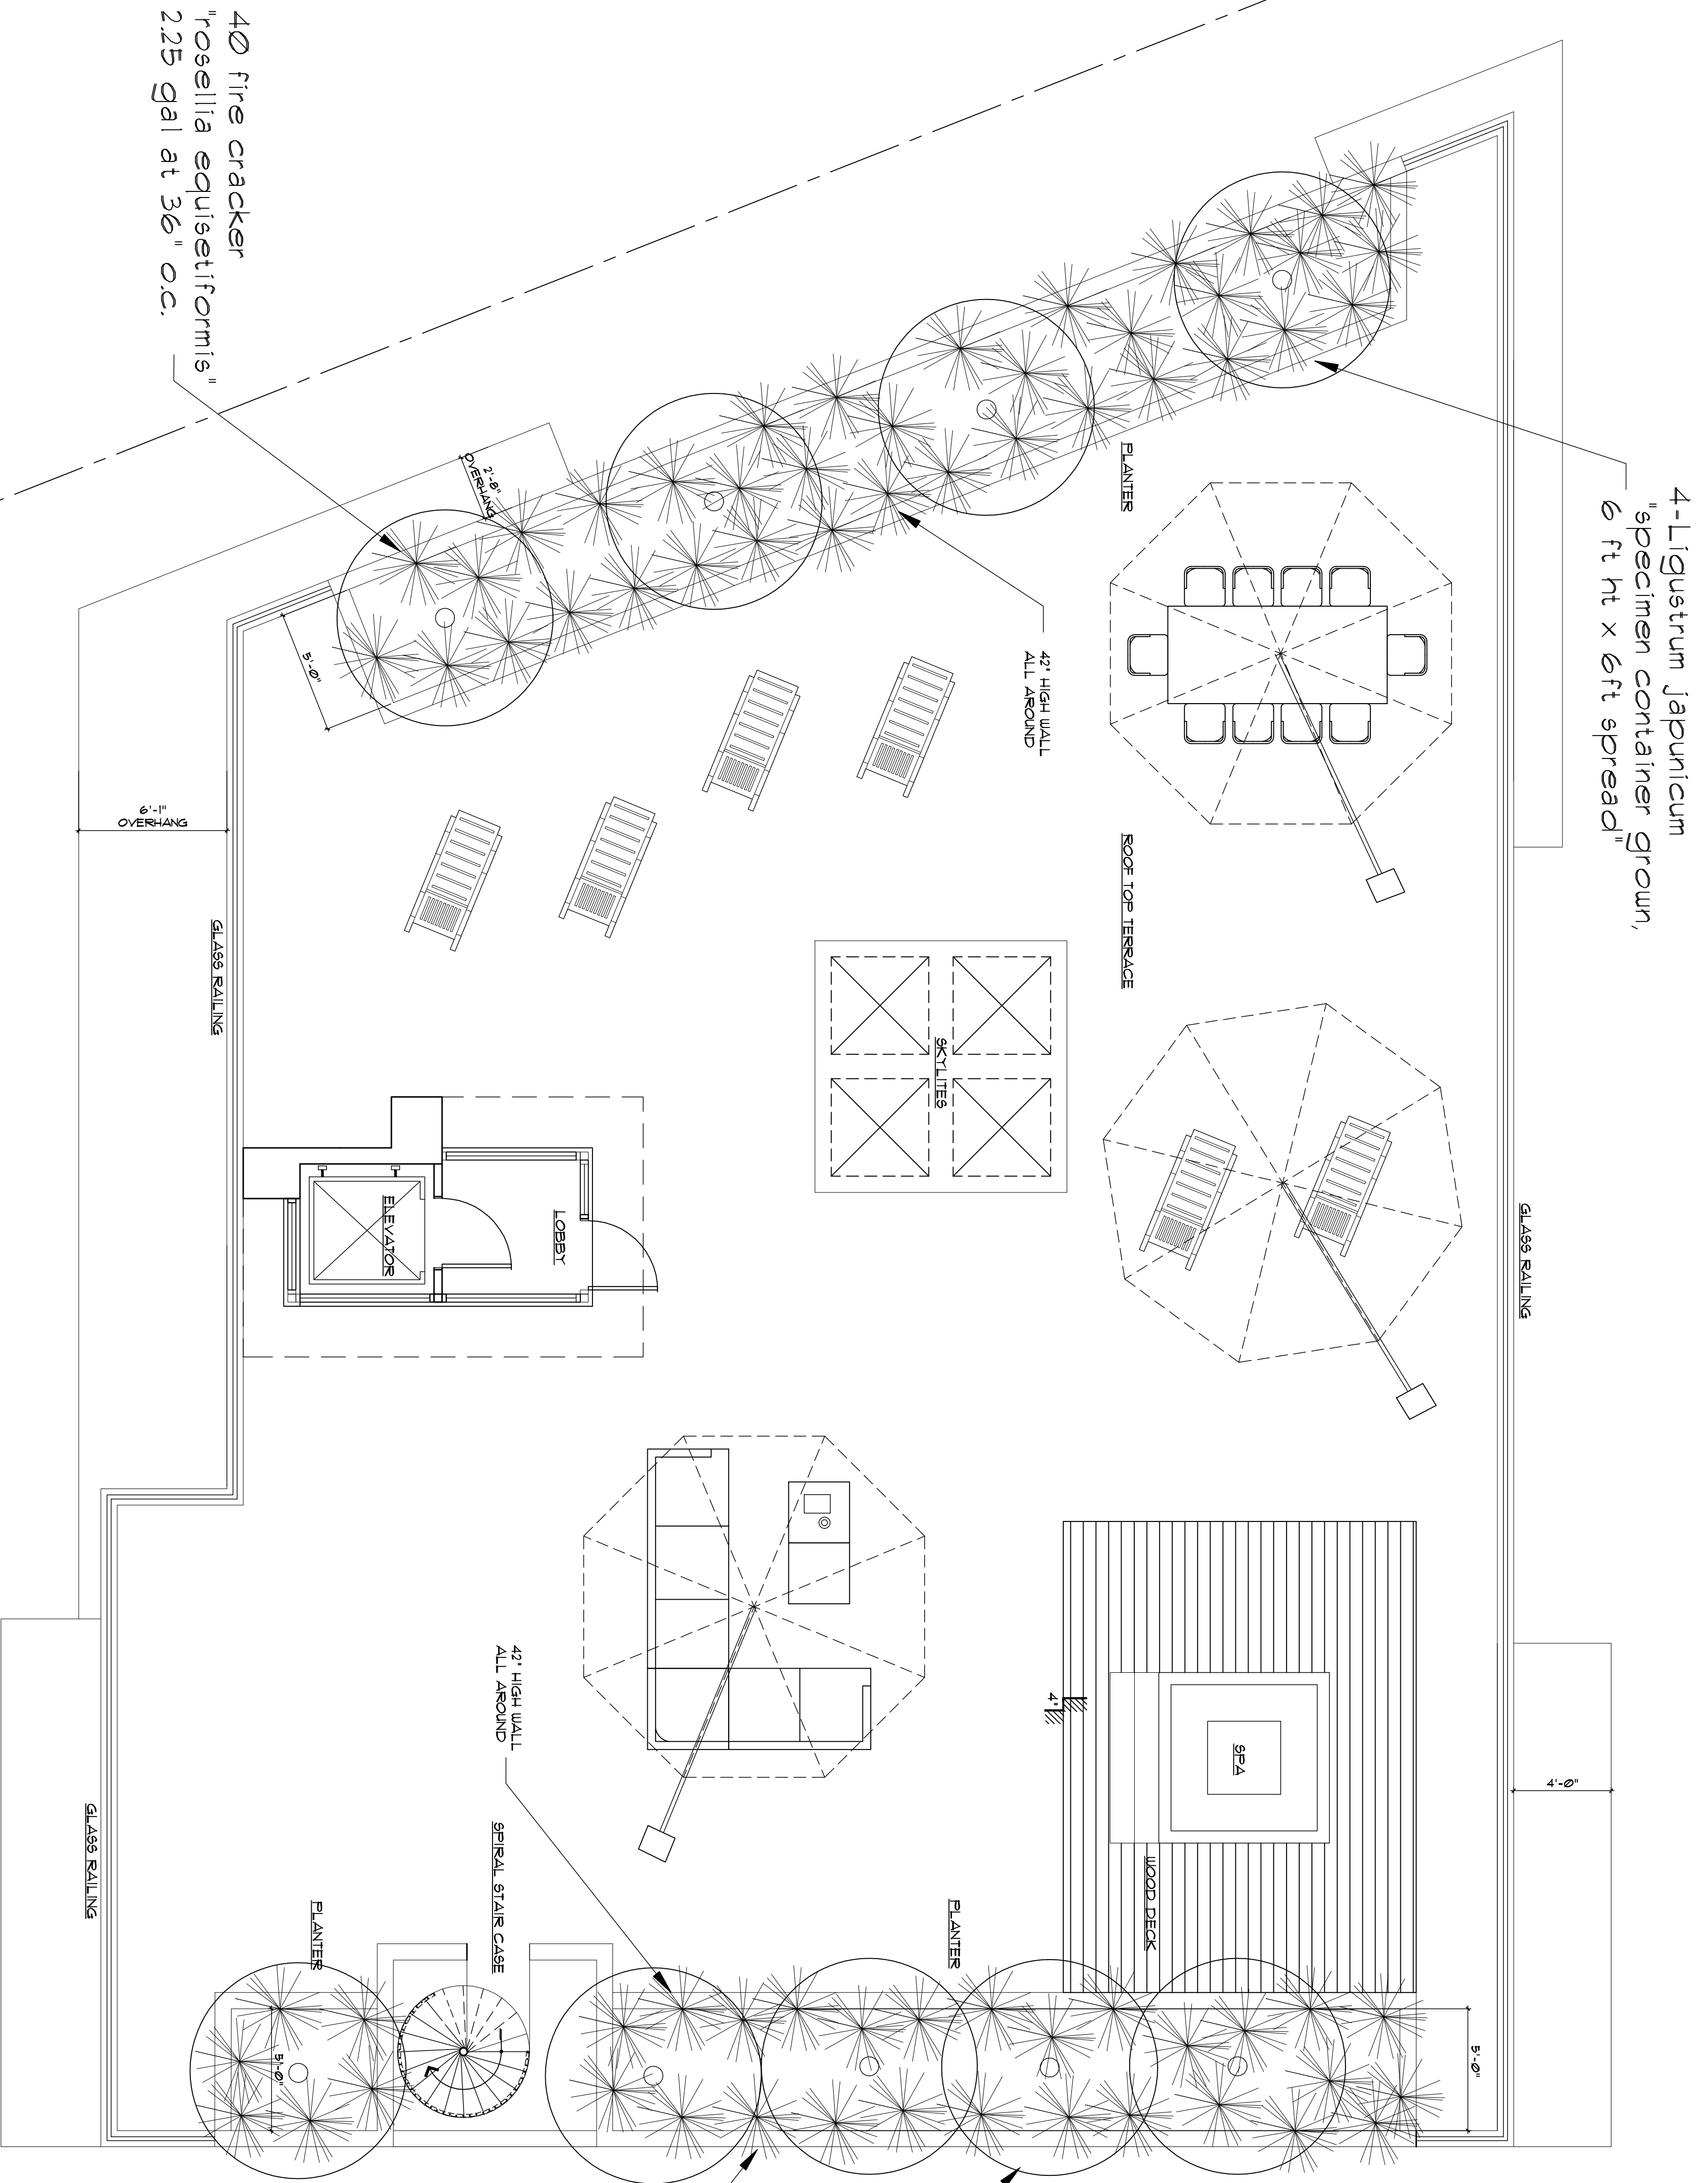 4-Ligustrum japunicum
"specimen container grown,
6 ft ht x 6ft spread"
GLASS RAILING
4'-0"
PLANTER
ROOF TOP TERRACE
SPA
WOOD DECK
5'-0"
42" HIGH WALL
ALL AROUND
SKYLITES
4"
PLANTER
2'-8"
OVERHANG
LOBBY
ELEVATOR
42" HIGH WALL
ALL AROUND
SPIRAL STAIR CASE
5'-0"
PLANTER
5'-0"
40 fire cracker
"rosellia equisetiformis"
2.25 gal at 36" o.c.
GLASS RAILING
6'-1"
OVERHANG
GLASS RAILING